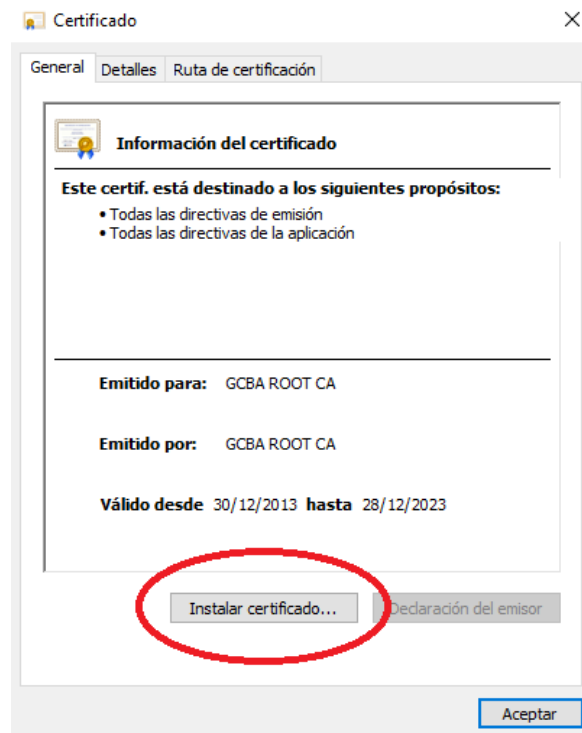 Certificado
General Detalles Ruta de certificación
Información del certificado
Este certif. está destinado a los siguientes propósitos:
• Todas las directivas de emisión
• Todas las directivas de la aplicación
Emitido para: GCBA ROOT CA
Emitido por: GCBA ROOT CA
Válido desde 30/12/2013 hasta 28/12/2023
Instalar certificado... Declaración del emisor
Aceptar